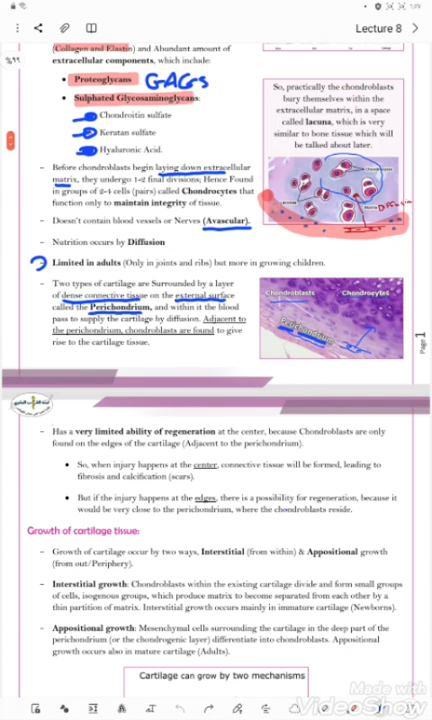 Lecture 8
(Collagen and Elastin) and Abundant amount of
extracellular components, which include:
• Proteoglycans GAGs
• Sulphated Glycosaminoglycans:
Chondroitin sulfate
Keratan sulfate
Hyaluronic Acid.
– Before chondroblasts begin laying down extracellular
matrix, they undergo 1-2 final divisions; Hence Found
in groups of 2-4 cells (pairs) called Chondrocytes that
function only to maintain integrity of tissue.
– Doesn't contain blood vessels or Nerves (Avascular).
– Nutrition occurs by Diffusion
– Limited in adults (Only in joints and ribs) but more in growing children.
– Two types of cartilage are Surrounded by a layer
of dense connective tissue on the external surface
called the Perichondrium, and within it the blood
pass to supply the cartilage by diffusion. Adjacent
to the perichondrium, chondroblasts are found to give
rise to the cartilage tissue.
So, practically the chondroblasts
bury themselves within the
extracellular matrix, in a space
called lacuna, which is very
similar to bone tissue which will
be talked about later.
Chondrocytes
Lacunae
Matrix
Chondroblasts Chondrocytes
Perichondrium
Page 1
– Has a very limited ability of regeneration at the center, because Chondroblasts are only
found on the edges of the cartilage (Adjacent to the perichondrium).
• So, when injury happens at the center, connective tissue will be formed, leading to
fibrosis and calcification (scars).
• But if the injury happens at the edges, there is a possibility for regeneration, because it
would be very close to the perichondrium, where the chondroblasts reside.
Growth of cartilage tissue:
– Growth of cartilage occur by two ways, Interstitial (from within) & Appositional growth
(from out/Periphery).
– Interstitial growth: Chondroblasts within the existing cartilage divide and form small groups
of cells, isogenous groups, which produce matrix to become separated from each other by a
thin partition of matrix. Interstitial growth occurs mainly in immature cartilage (Newborns).
– Appositional growth: Mesenchymal cells surrounding the cartilage in the deep part of the
perichondrium (or the chondrogenic layer) differentiate into chondroblasts. Appositional
growth occurs also in mature cartilage (Adults).
Cartilage can grow by two mechanisms
Made with
VideoShow